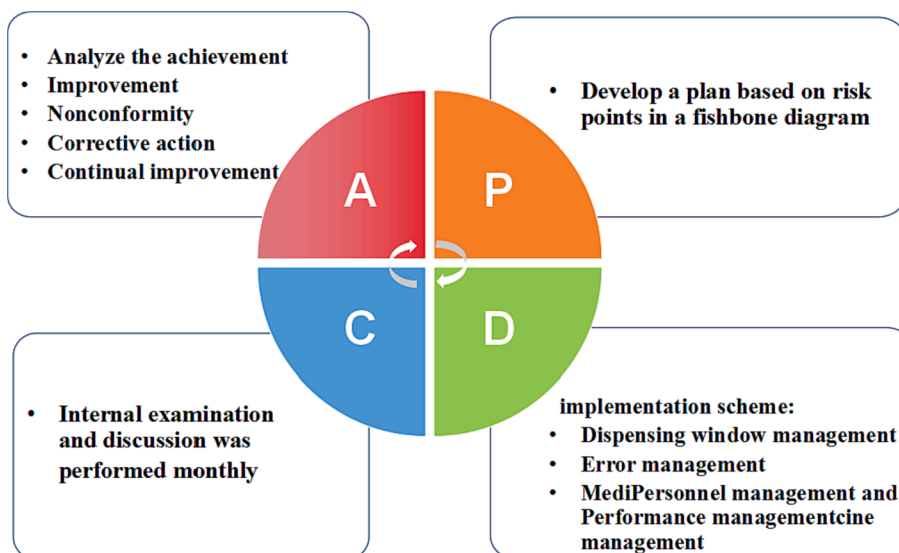 • Analyze the achievement
• Improvement
• Nonconformity
• Corrective action
• Continual improvement
• Develop a plan based on risk
points in a fishbone diagram
A
P
C
D
• Internal examination
and discussion was
performed monthly
implementation scheme:
• Dispensing window management
• Error management
• MediPersonnel management and
Performance managementcine
management